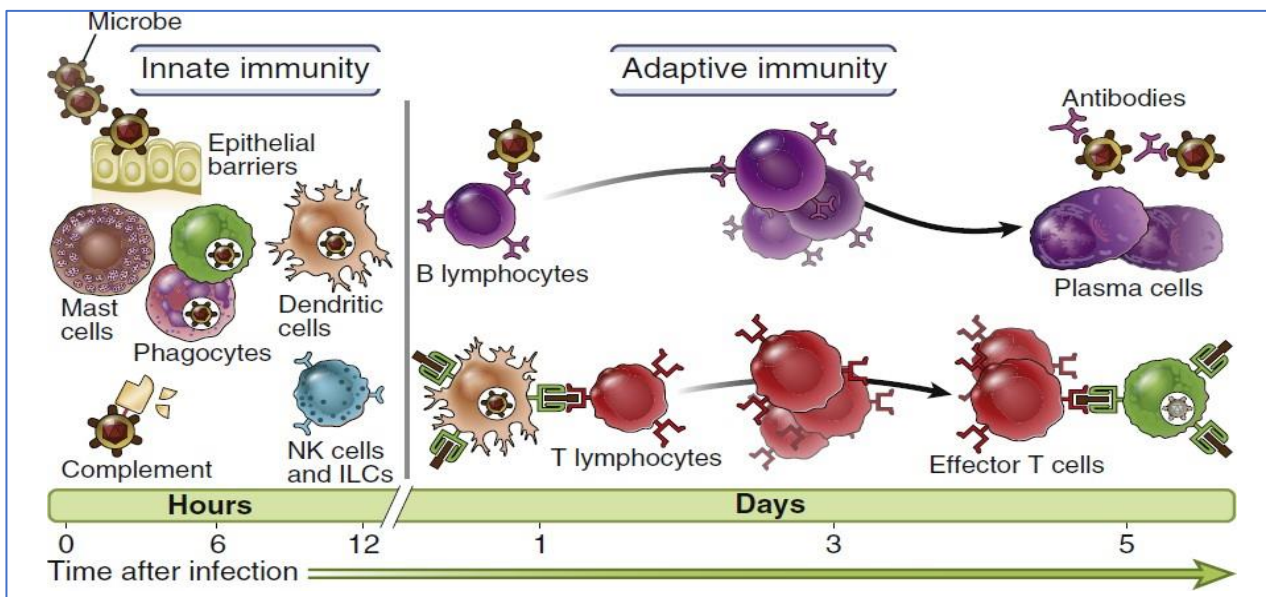 Microbe
Innate immunity
Adaptive immunity
Epithelial
barriers
Antibodies
Mast
cells
Phagocytes
Dendritic
cells
B lymphocytes
Plasma cells
Complement
NK cells
and ILCs
T lymphocytes
Effector T cells
Hours
Days
0
6
12
1
3
5
Time after infection